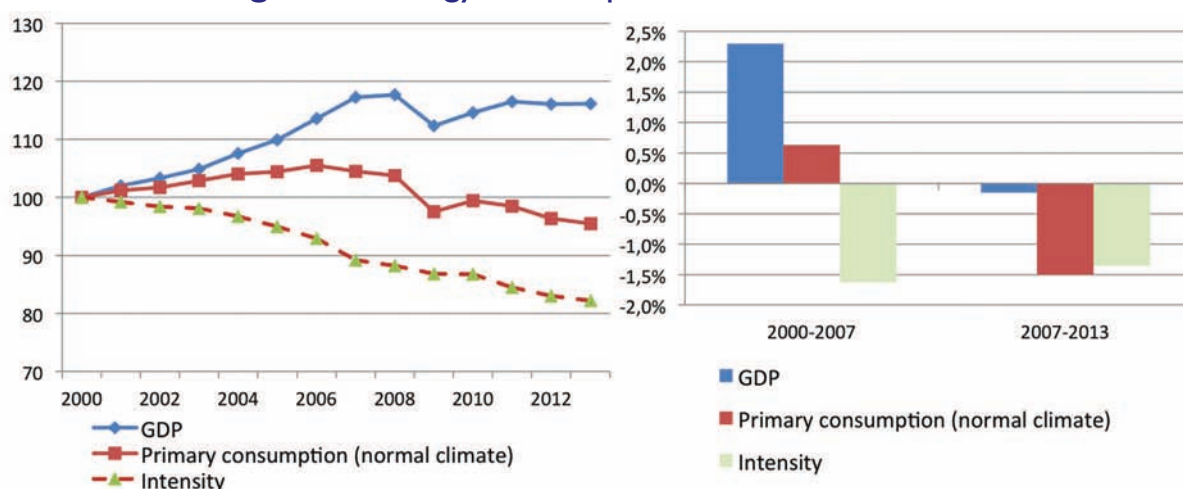 130
120
110
100
90
80
70
2000 2002 2004 2006 2008 2010 2012
GDP
Primary consumption (normal climate)
Intensity
2,5%
2,0%
1,5%
1,0%
0,5%
0,0%
-0,5%
-1,0%
-1,5%
-2,0%
2000-2007 2007-2013
GDP
Primary consumption (normal climate)
Intensity